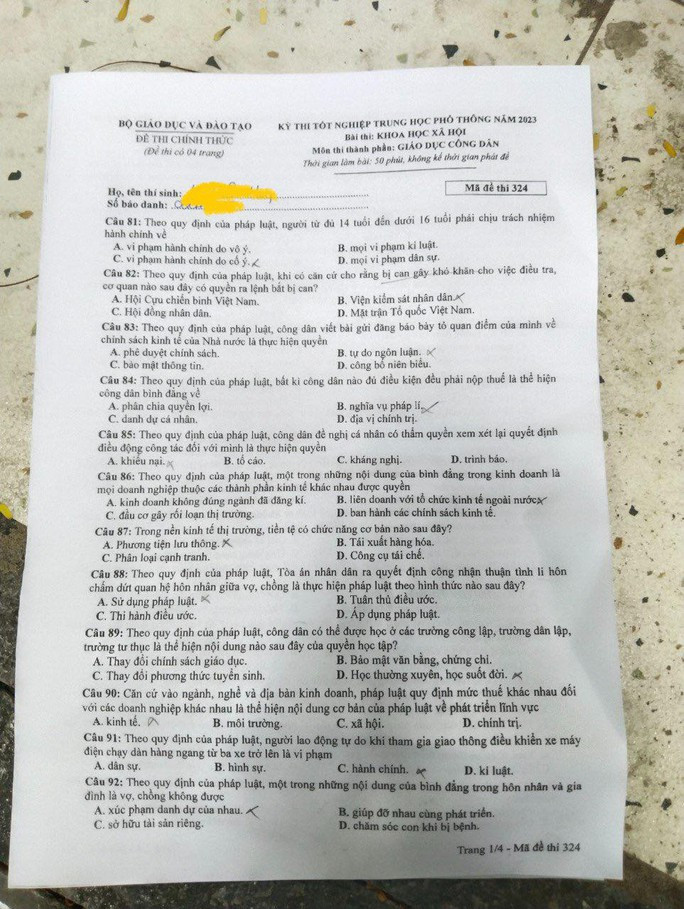 BỘ GIÁO DỤC VÀ ĐÀO TẠO
ĐỀ THI CHÍNH THỨC
(Đề thi có 04 trang)
KỲ THI TỐT NGHIỆP TRUNG HỌC PHỔ THÔNG NĂM 2023
Bài thi: KHOA HỌC XÃ HỘI
Môn thi thành phần: GIÁO DỤC CÔNG DÂN
Thời gian làm bài: 50 phút, không kể thời gian phát đề
Họ, tên thí sinh:
Số báo danh:
Mã đề thi 324
Câu 81: Theo quy định của pháp luật, người từ đủ 14 tuổi đến dưới 16 tuổi phải chịu trách nhiệm
hành chính về
A. vi phạm hành chính do vô ý. B. mọi vi phạm kỉ luật.
C. vi phạm hành chính do cố ý. D. mọi vi phạm dân sự.
Câu 82: Theo quy định của pháp luật, khi có căn cứ cho rằng bị can gây khó khăn cho việc điều tra,
cơ quan nào sau đây có quyền ra lệnh bắt bị can?
A. Hội Cựu chiến binh Việt Nam. B. Viện kiểm sát nhân dân.
C. Hội đồng nhân dân. D. Mặt trận Tổ quốc Việt Nam.
Câu 83: Theo quy định của pháp luật, công dân viết bài gửi đăng báo bày tỏ quan điểm của mình về
chính sách kinh tế của Nhà nước là thực hiện quyền
A. phê duyệt chính sách. B. tự do ngôn luận.
C. bảo mật thông tin. D. công bố niên biểu.
Câu 84: Theo quy định của pháp luật, bất kì công dân nào đủ điều kiện đều phải nộp thuế là thể hiện
công dân bình đẳng về
A. phân chia quyền lợi. B. nghĩa vụ pháp lí.
C. danh dự cá nhân. D. địa vị chính trị.
Câu 85: Theo quy định của pháp luật, công dân đề nghị cá nhân có thẩm quyền xem xét lại quyết định
điều động công tác đối với mình là thực hiện quyền
A. khiếu nại. B. tố cáo. C. kháng nghị. D. trình báo.
Câu 86: Theo quy định của pháp luật, một trong những nội dung của bình đẳng trong kinh doanh là
mọi doanh nghiệp thuộc các thành phần kinh tế khác nhau được quyền
A. kinh doanh không đúng ngành đã đăng kí. B. liên doanh với tổ chức kinh tế ngoài nước.
C. đầu cơ gây rối loạn thị trường. D. ban hành các chính sách kinh tế.
Câu 87: Trong nền kinh tế thị trường, tiền tệ có chức năng cơ bản nào sau đây?
A. Phương tiện lưu thông. B. Tái xuất hàng hóa.
C. Phân loại cạnh tranh. D. Công cụ tái chế.
Câu 88: Theo quy định của pháp luật, Tòa án nhân dân ra quyết định công nhận thuận tình li hôn
chấm dứt quan hệ hôn nhân giữa vợ, chồng là thực hiện pháp luật theo hình thức nào sau đây?
A. Sử dụng pháp luật. B. Tuân thủ điều ước.
C. Thi hành điều ước. D. Áp dụng pháp luật.
Câu 89: Theo quy định của pháp luật, công dân có thể được học ở các trường công lập, trường dân lập,
trường tư thục là thể hiện nội dung nào sau đây của quyền học tập?
A. Thay đổi chính sách giáo dục. B. Bảo mật văn bằng, chứng chỉ.
C. Thay đổi phương thức tuyển sinh. D. Học thường xuyên, học suốt đời.
Câu 90: Căn cứ vào ngành, nghề và địa bàn kinh doanh, pháp luật quy định mức thuế khác nhau đối
với các doanh nghiệp khác nhau là thể hiện nội dung cơ bản của pháp luật về phát triển lĩnh vực
A. kinh tế. B. môi trường. C. xã hội. D. chính trị.
Câu 91: Theo quy định của pháp luật, người lao động tự do khi tham gia giao thông điều khiển xe máy
điện chạy dàn hàng ngang từ ba xe trở lên là vi phạm
A. dân sự. B. hình sự. C. hành chính. D. kỉ luật.
Câu 92: Theo quy định của pháp luật, một trong những nội dung của bình đẳng trong hôn nhân và gia
đình là vợ, chồng không được
A. xúc phạm danh dự của nhau. B. giúp đỡ nhau cùng phát triển.
C. sở hữu tài sản riêng. D. chăm sóc con khi bị bệnh.
Trang 1/4 - Mã đề thi 324